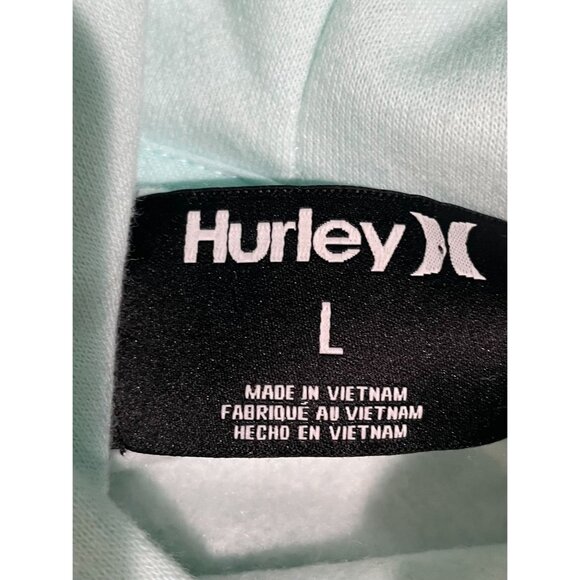 Hurley
L
MADE IN VIETNAM
FABRIQUÉ AU VIETNAM
HECHO EN VIETNAM